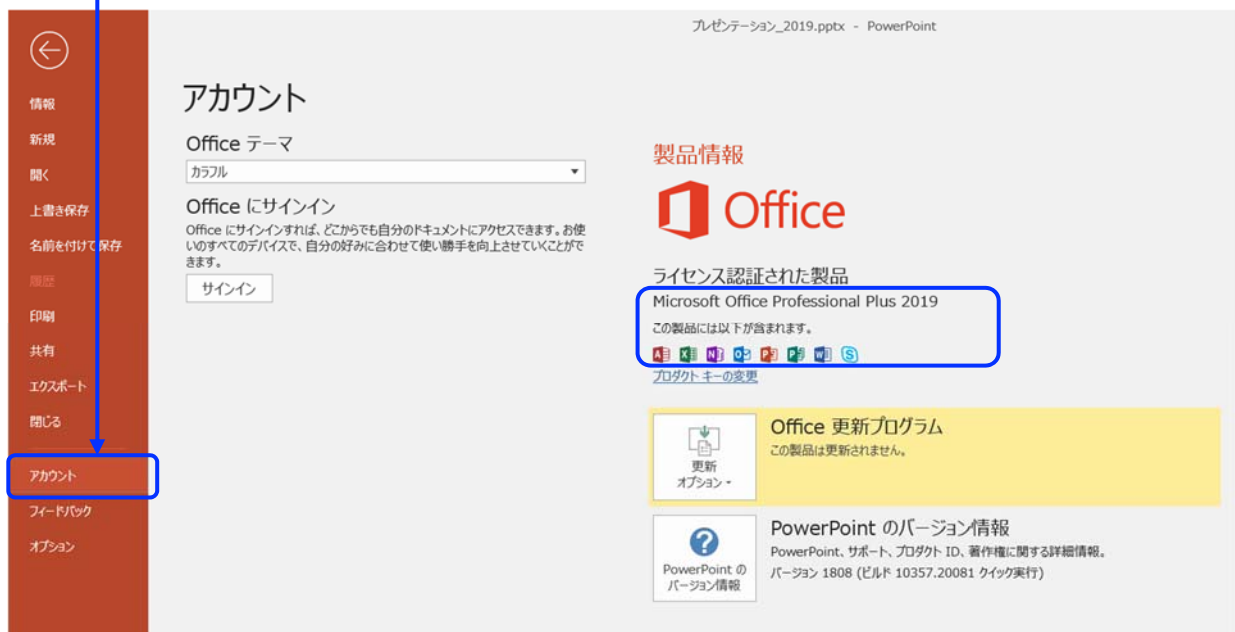 プレゼンテーション_2019.pptx - PowerPoint
情報
新規
開く
上書き保存
名前を付けて保存
履歴
印刷
共有
エクスポート
閉じる
アカウント
フィードバック
オプション
アカウント
Office テーマ
カラフル
Office にサインイン
Office にサインインすれば、どこからでも自分のドキュメントにアクセスできます。お使
いのすべてのデバイスで、自分の好みに合わせて使い勝手を向上させていくことがで
きます。
サインイン
製品情報
Office
ライセンス認証された製品
Microsoft Office Professional Plus 2019
この製品には以下が含まれます。
プロダクト キーの変更
更新
オプション
Office 更新プログラム
この製品は更新されません。
PowerPoint の
バージョン情報
PowerPoint のバージョン情報
PowerPoint、サポート、プロダクト ID、著作権に関する詳細情報。
バージョン 1808 (ビルド 10357.20081 クイック実行)